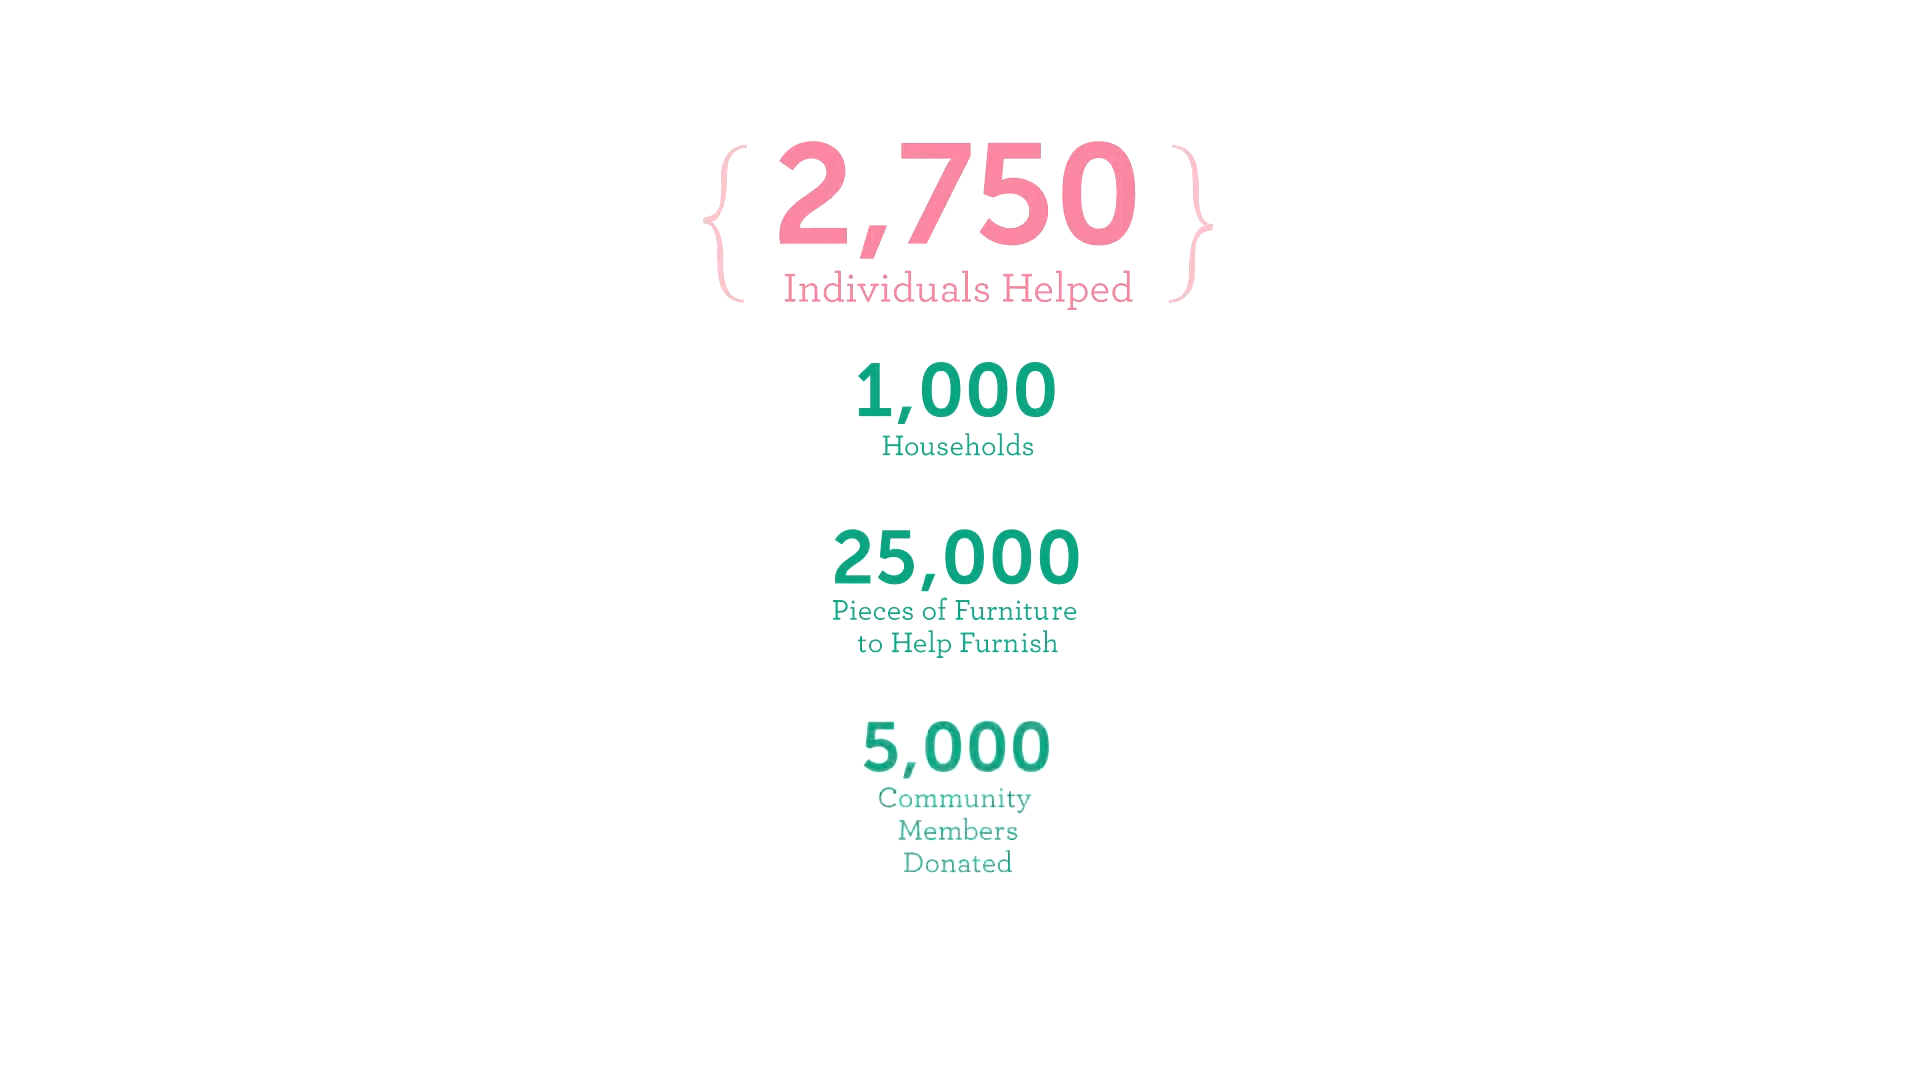 { 2,750 }
Individuals Helped
1,000
Households
25,000
Pieces of Furniture
to Help Furnish
5,000
Community
Members
Donated